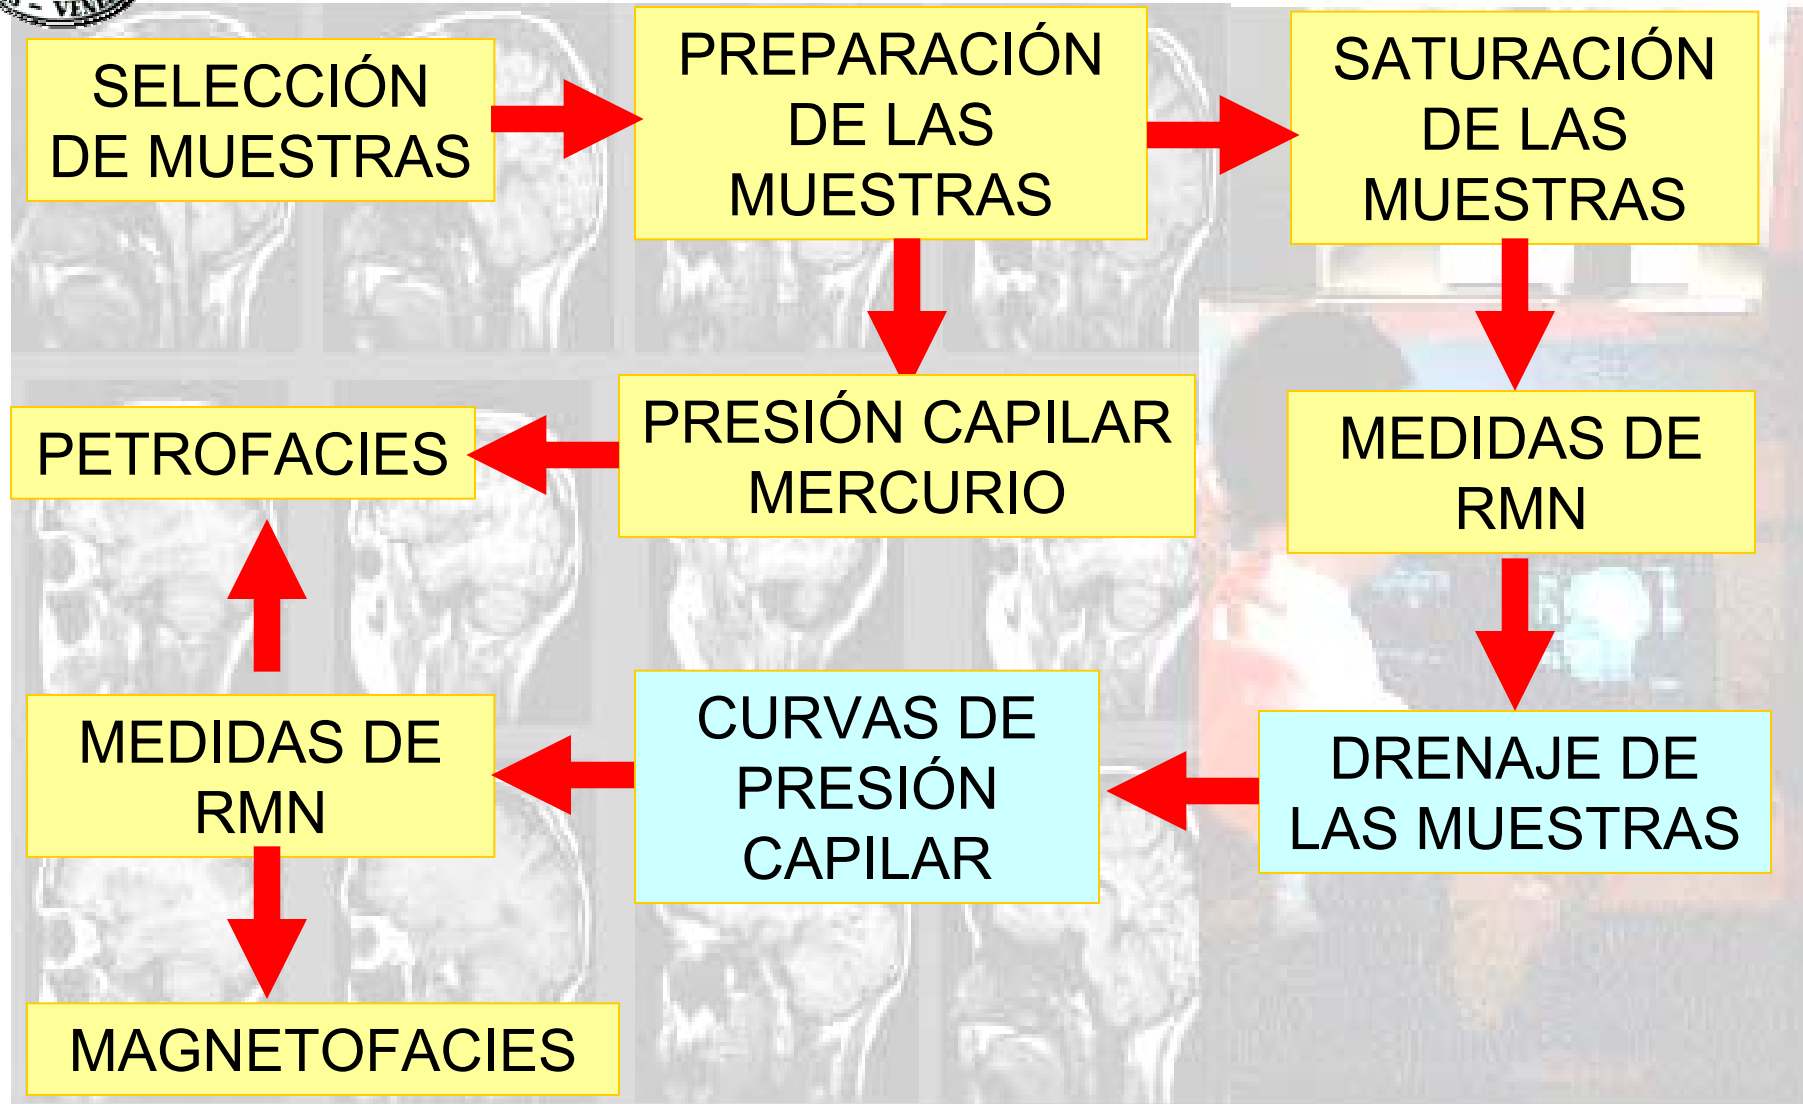 VENE
SELECCIÓN
DE MUESTRAS
PREPARACIÓN
DE LAS
MUESTRAS
SATURACIÓN
DE LAS
MUESTRAS
PETROFACIES
PRESIÓN CAPILAR
MERCURIO
MEDIDAS DE
RMN
MEDIDAS DE
RMN
CURVAS DE
PRESIÓN
CAPILAR
DRENAJE DE
LAS MUESTRAS
MAGNETOFACIES